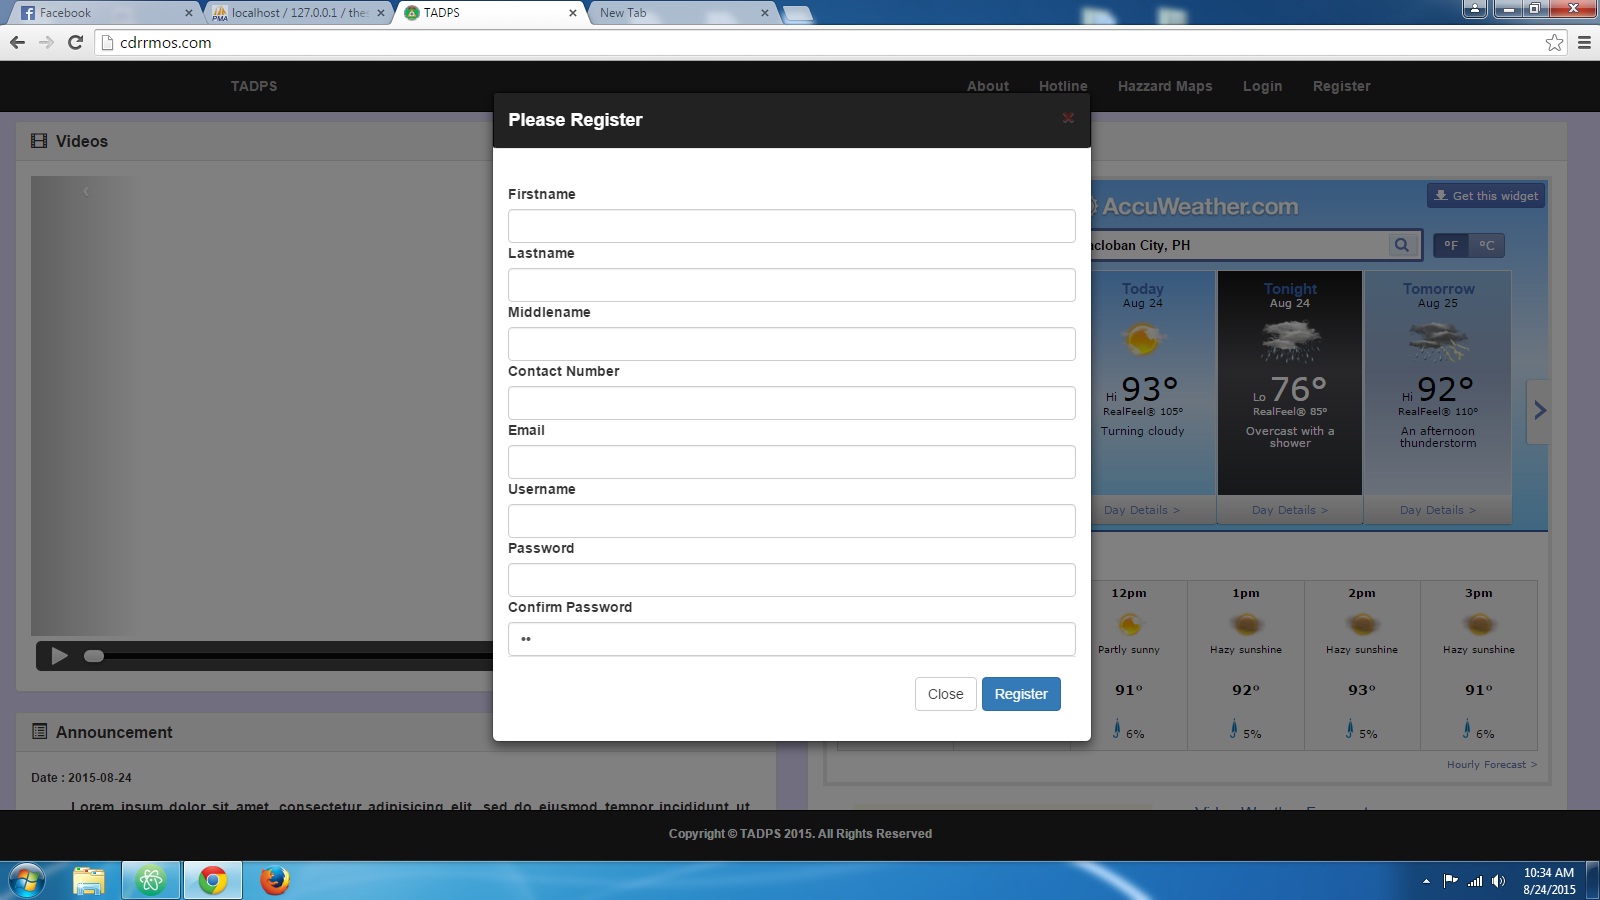 Facebook
localhost / 127.0.0.1 / the
TADPS
New Tab
cdrrmos.com
TADPS
About
Hotline
Hazzard Maps
Login
Register
Please Register
Videos
Firstname
Lastname
Middlename
Contact Number
Email
Username
Password
Confirm Password
Close
Register
Get this widget
AccuWeather.com
acloban City, PH
°F
°C
Today
Aug 24
Hi 93°
RealFeel® 105°
Turning cloudy
Day Details >
Tonight
Aug 24
Lo 76°
RealFeel® 85°
Overcast with a
shower
Day Details >
Tomorrow
Aug 25
Hi 92°
RealFeel® 110°
An afternoon
thunderstorm
Day Details >
12pm
Partly sunny
91°
6%
1pm
Hazy sunshine
92°
5%
2pm
Hazy sunshine
93°
5%
3pm
Hazy sunshine
91°
6%
Hourly Forecast >
Announcement
Date : 2015-08-24
Lorem ipsum dolor sit amet, consectetur adipisicing elit, sed do eiusmod tempor incididunt ut
Copyright © TADPS 2015. All Rights Reserved
10:34 AM
8/24/2015